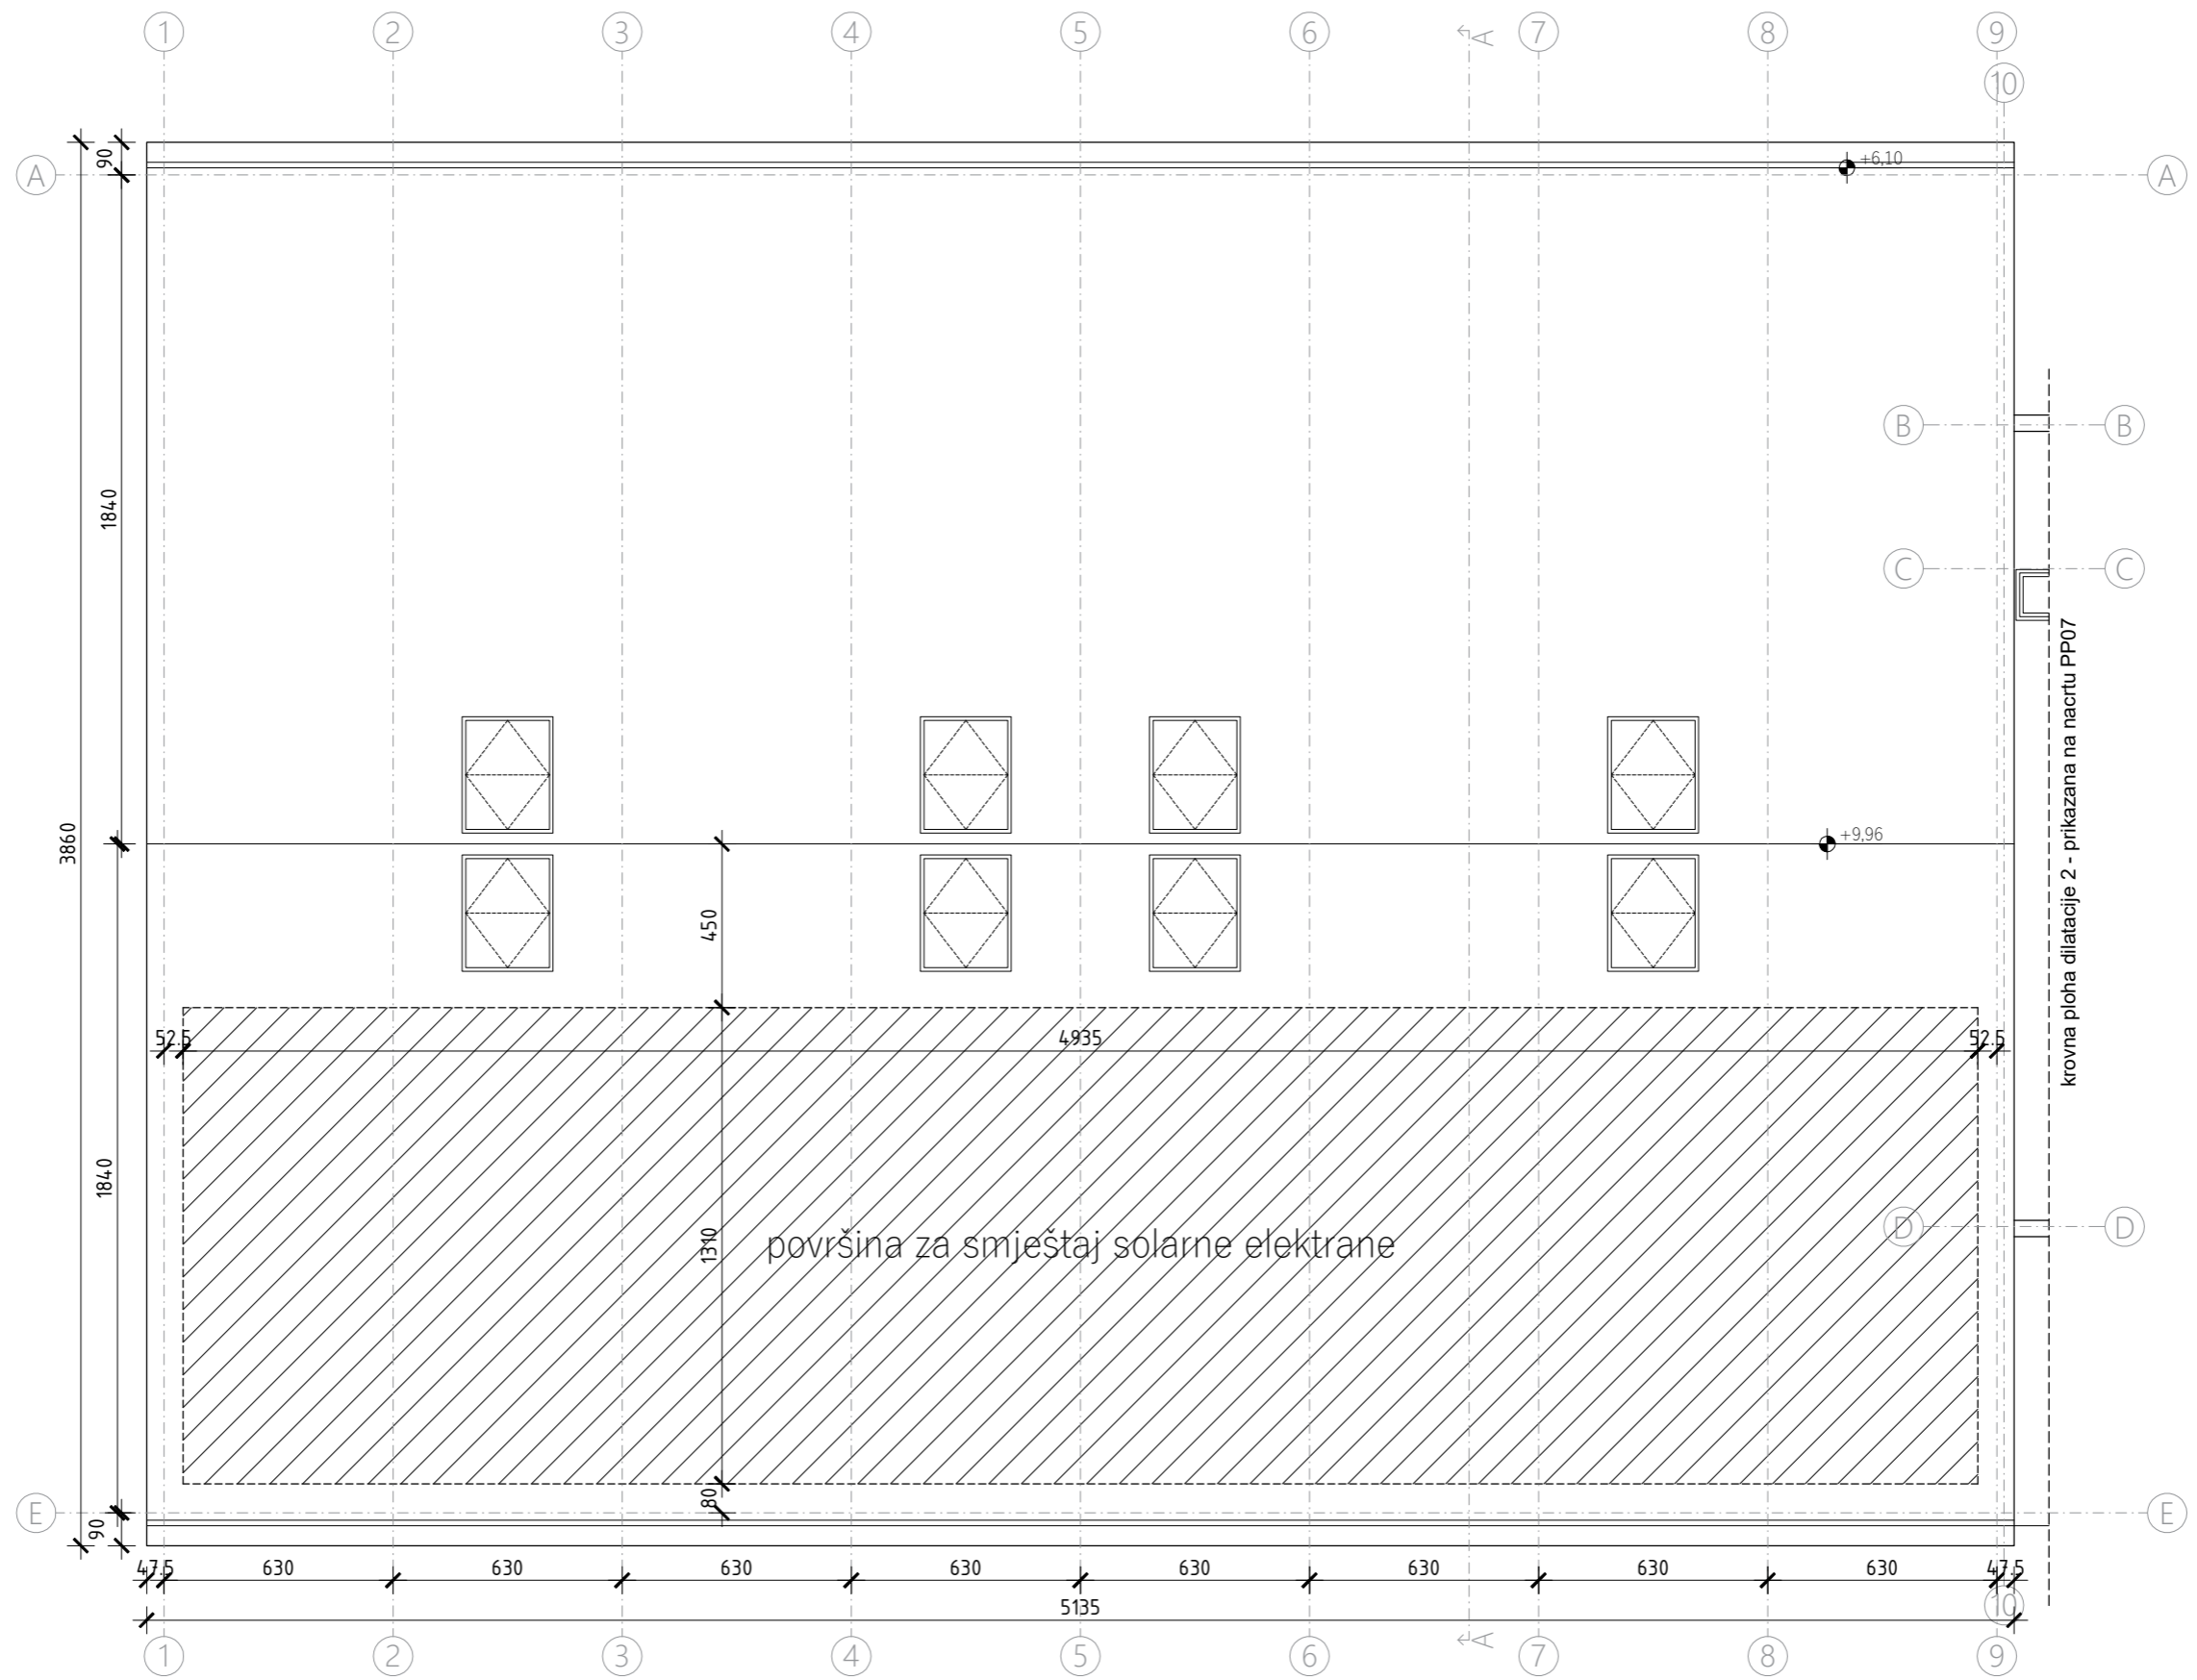 1 2 3 4 5 6 A 7 8 9
10
90
A +6,10 A
B B
1840
C C
krovna ploha dilatacije 2 - prikazana na nacrtu PP07
3860
+9,96
450
52.5 4935 52.5
1840
D D
1310
površina za smještaj solarne elektrane
80
E E
90
47.5 630 630 630 630 630 630 630 630 47.5
5135
10
1 2 3 4 5 6 A 7 8 9